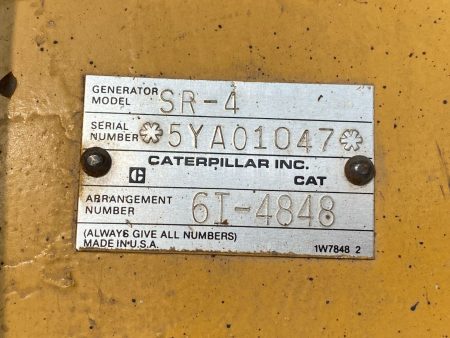 GENERATOR MODEL SR-4
SERIAL NUMBER *5YA01047*
CATERPILLAR INC.
C CAT
ARRANGEMENT NUMBER 6I-4848
(ALWAYS GIVE ALL NUMBERS)
MADE IN U.S.A. 1W7848 2